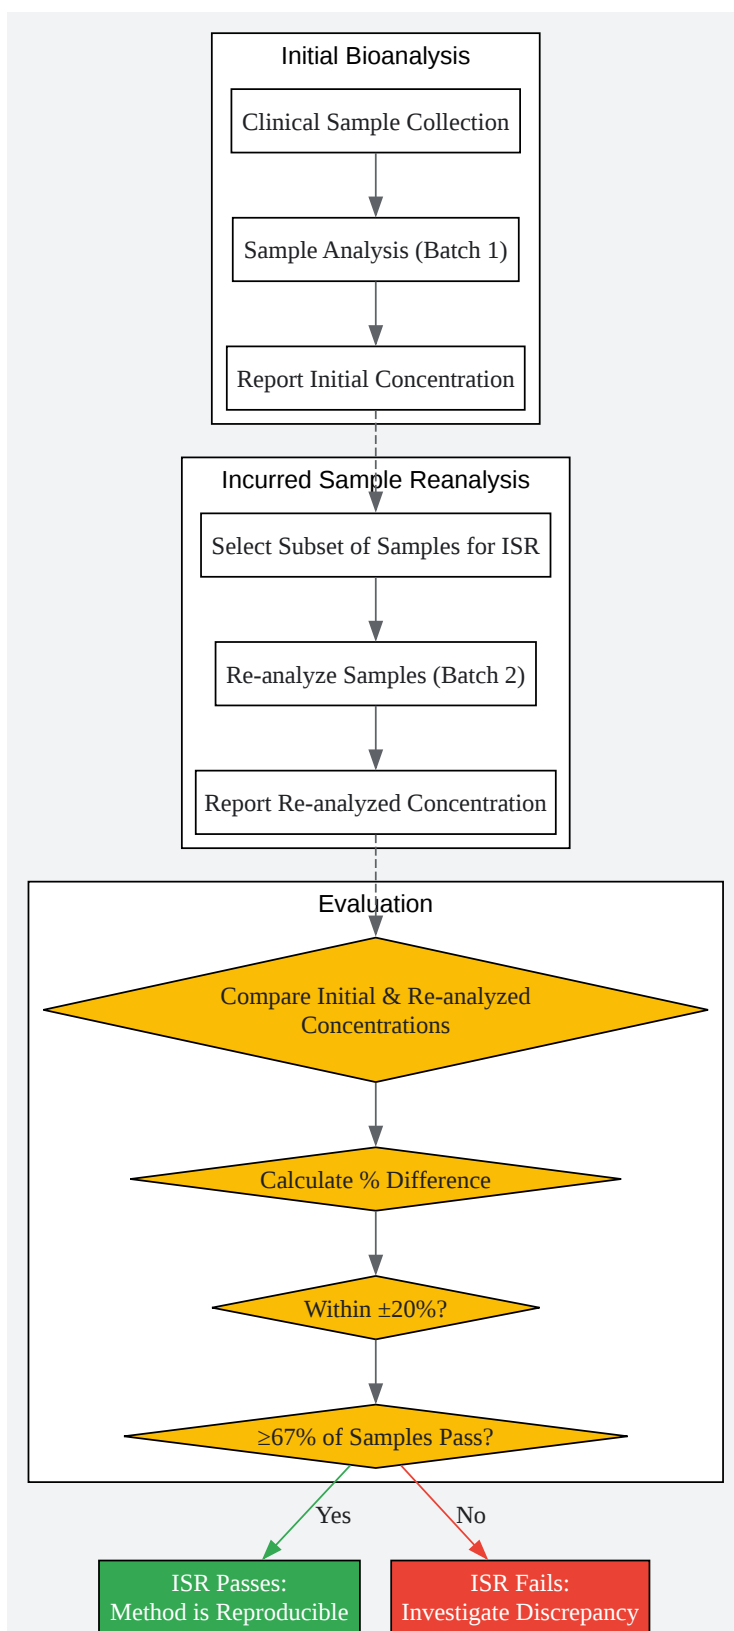 Initial Bioanalysis
Clinical Sample Collection
Sample Analysis (Batch 1)
Report Initial Concentration
Incurred Sample Reanalysis
Select Subset of Samples for ISR
Re-analyze Samples (Batch 2)
Report Re-analyzed Concentration
Evaluation
Compare Initial & Re-analyzed
Concentrations
Calculate % Difference
Within ±20%?
≥67% of Samples Pass?
Yes
No
ISR Passes:
Method is Reproducible
ISR Fails:
Investigate Discrepancy